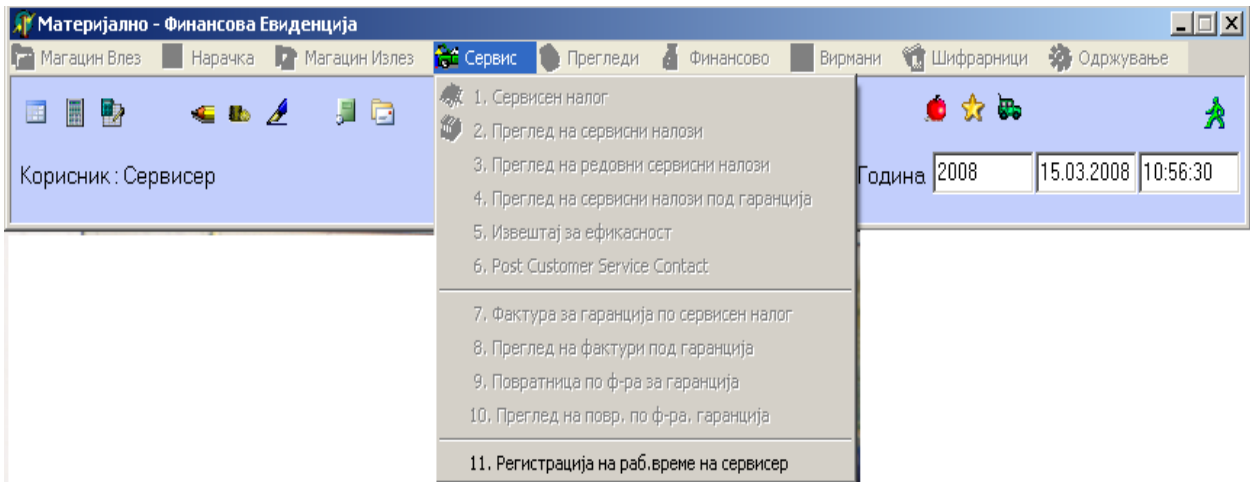 Материјално - Финансова Евиденција
Магацин Влез Нарачка Магацин Излез Сервис Прегледи Финансово Вирмани Шифрарници Одржување
1. Сервисен налог
2. Преглед на сервисни налози
3. Преглед на редовни сервисни налози
4. Преглед на сервисни налози под гаранција
5. Извештај за ефикасност
6. Post Customer Service Contact
7. Фактура за гаранција по сервисен налог
8. Преглед на фактури под гаранција
9. Повратница по ф-ра за гаранција
10. Преглед на повр. по ф-ра. гаранција
11. Регистрација на раб.време на сервисер
Корисник : Сервисер
Година 2008 15.03.2008 10:56:30